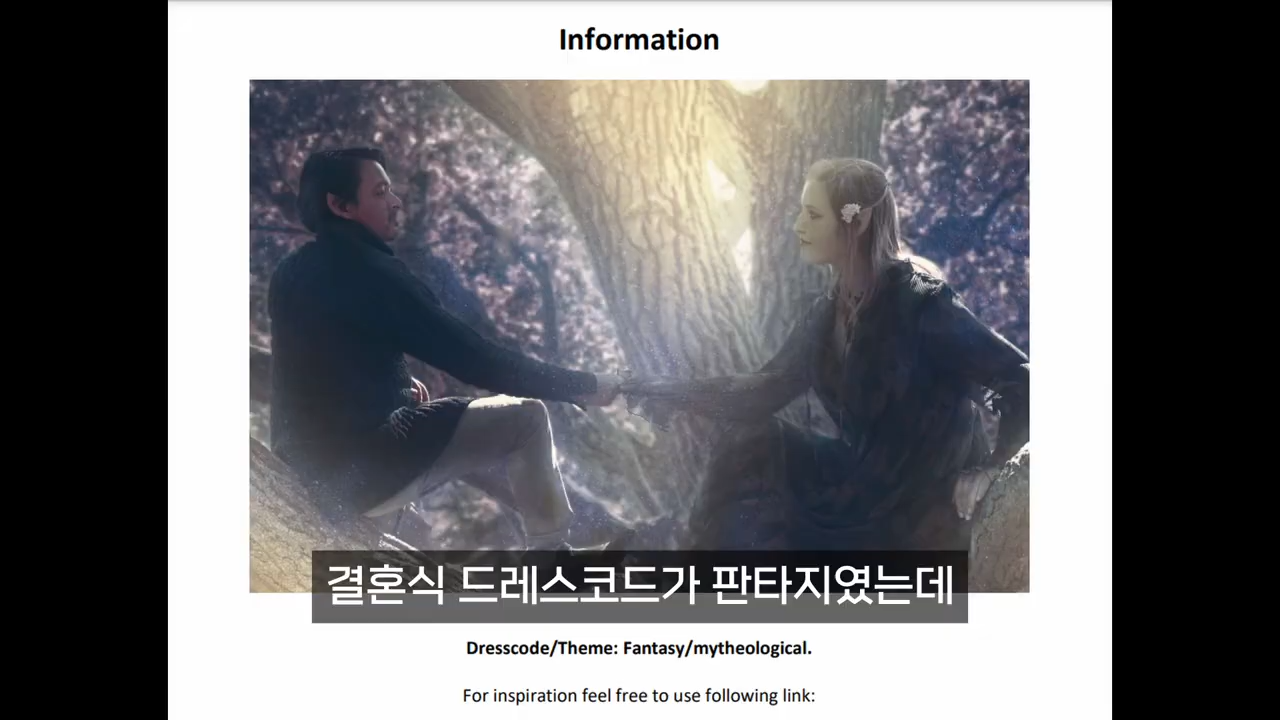 Information
결혼식 드레스코드가 판타지였는데
Dresscode/Theme: Fantasy/mytheological.
For inspiration feel free to use following link: